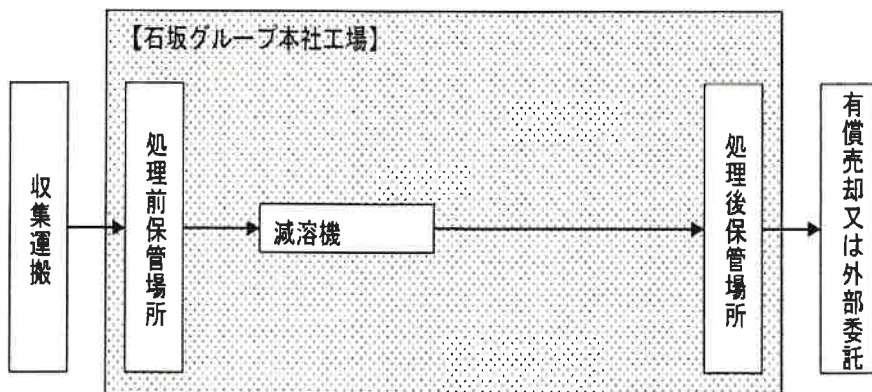 【石坂グループ本社工場】
収集運搬
処理前保管場所
減溶機
処理後保管場所
有償売却又は外部委託